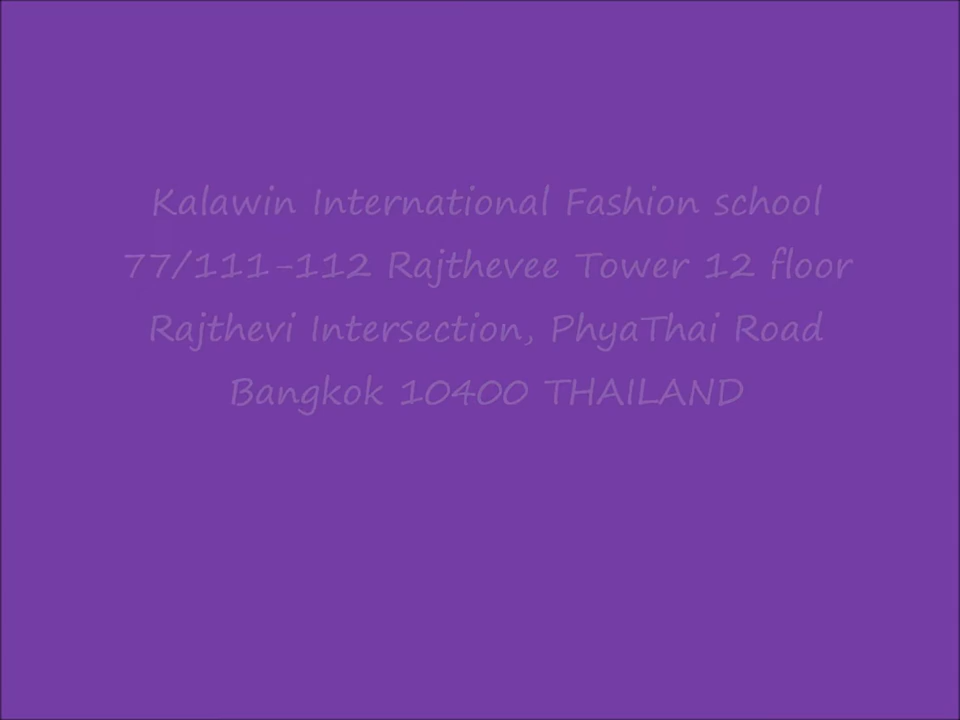 Kalawin International Fashion school
77/111-112 Rajthevee Tower 12 floor
Rajthevi Intersection, PhyaThai Road
Bangkok 10400 THAILAND